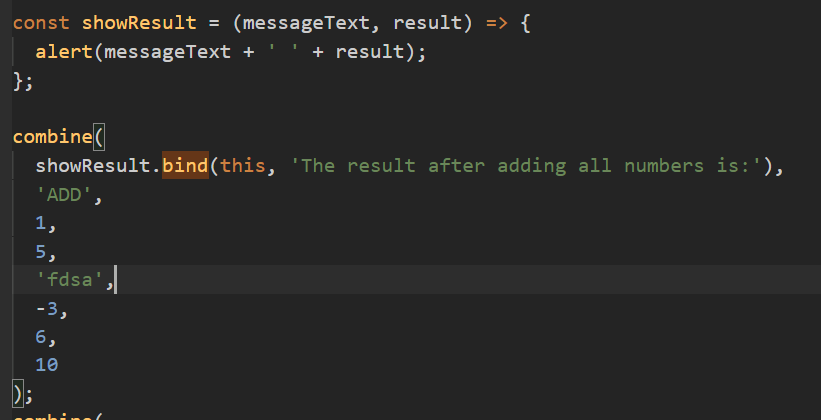 const showResult = (messageText, result) => {
  alert(messageText + ' ' + result);
};
combine(
  showResult.bind(this, 'The result after adding all numbers is:'),
  'ADD',
  1,
  5,
  'fdsa',
  -3,
  6,
  10
);
combine(